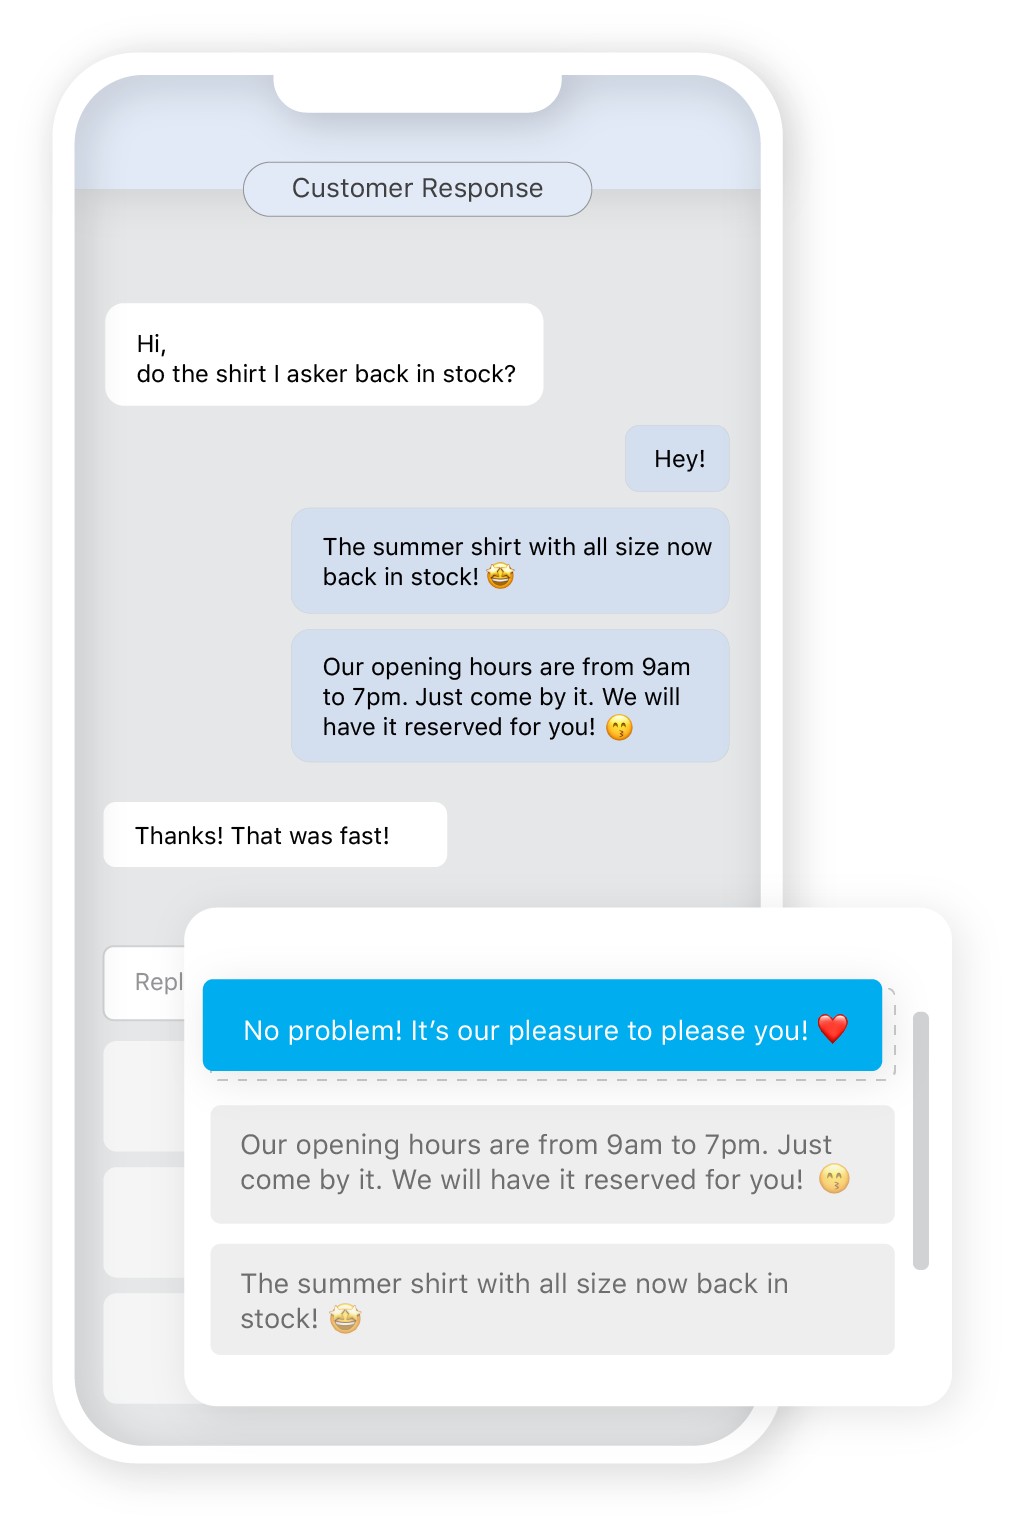 Customer Response
Hi,
do the shirt I asker back in stock?
Hey!
The summer shirt with all size now
back in stock! 🤩
Our opening hours are from 9am
to 7pm. Just come by it. We will
have it reserved for you! 😙
Thanks! That was fast!
Repl
No problem! It’s our pleasure to please you! ❤️
Our opening hours are from 9am to 7pm. Just
come by it. We will have it reserved for you! 😙
The summer shirt with all size now back in
stock! 🤩